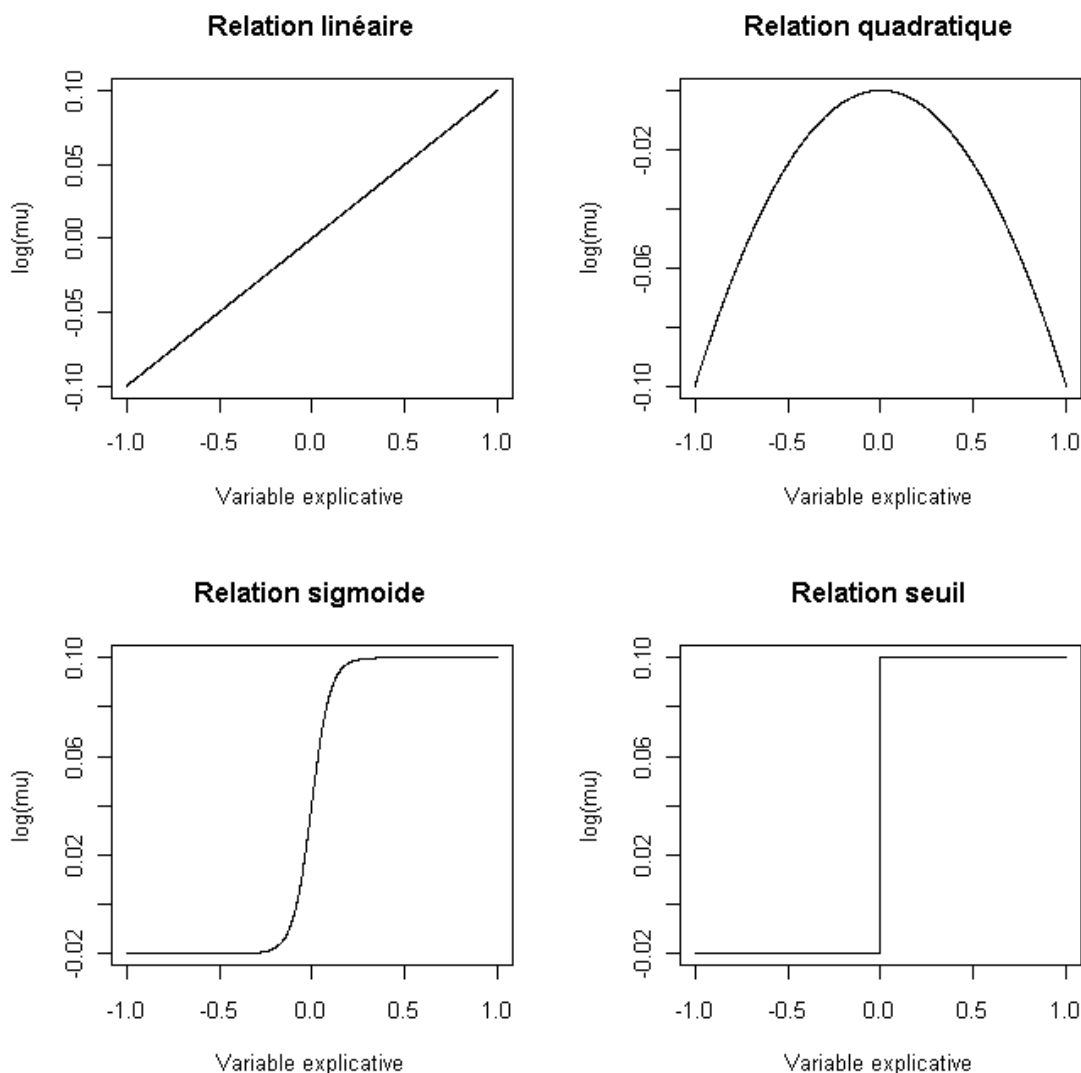 Relation linéaire
log(mu)
0.10
0.05
0.00
-0.05
-0.10
-1.0 -0.5 0.0 0.5 1.0
Variable explicative
Relation quadratique
log(mu)
-0.02
-0.06
-0.10
-1.0 -0.5 0.0 0.5 1.0
Variable explicative
Relation sigmoide
log(mu)
0.10
0.06
0.02
-0.02
-1.0 -0.5 0.0 0.5 1.0
Variable explicative
Relation seuil
log(mu)
0.10
0.06
0.02
-0.02
-1.0 -0.5 0.0 0.5 1.0
Variable explicative